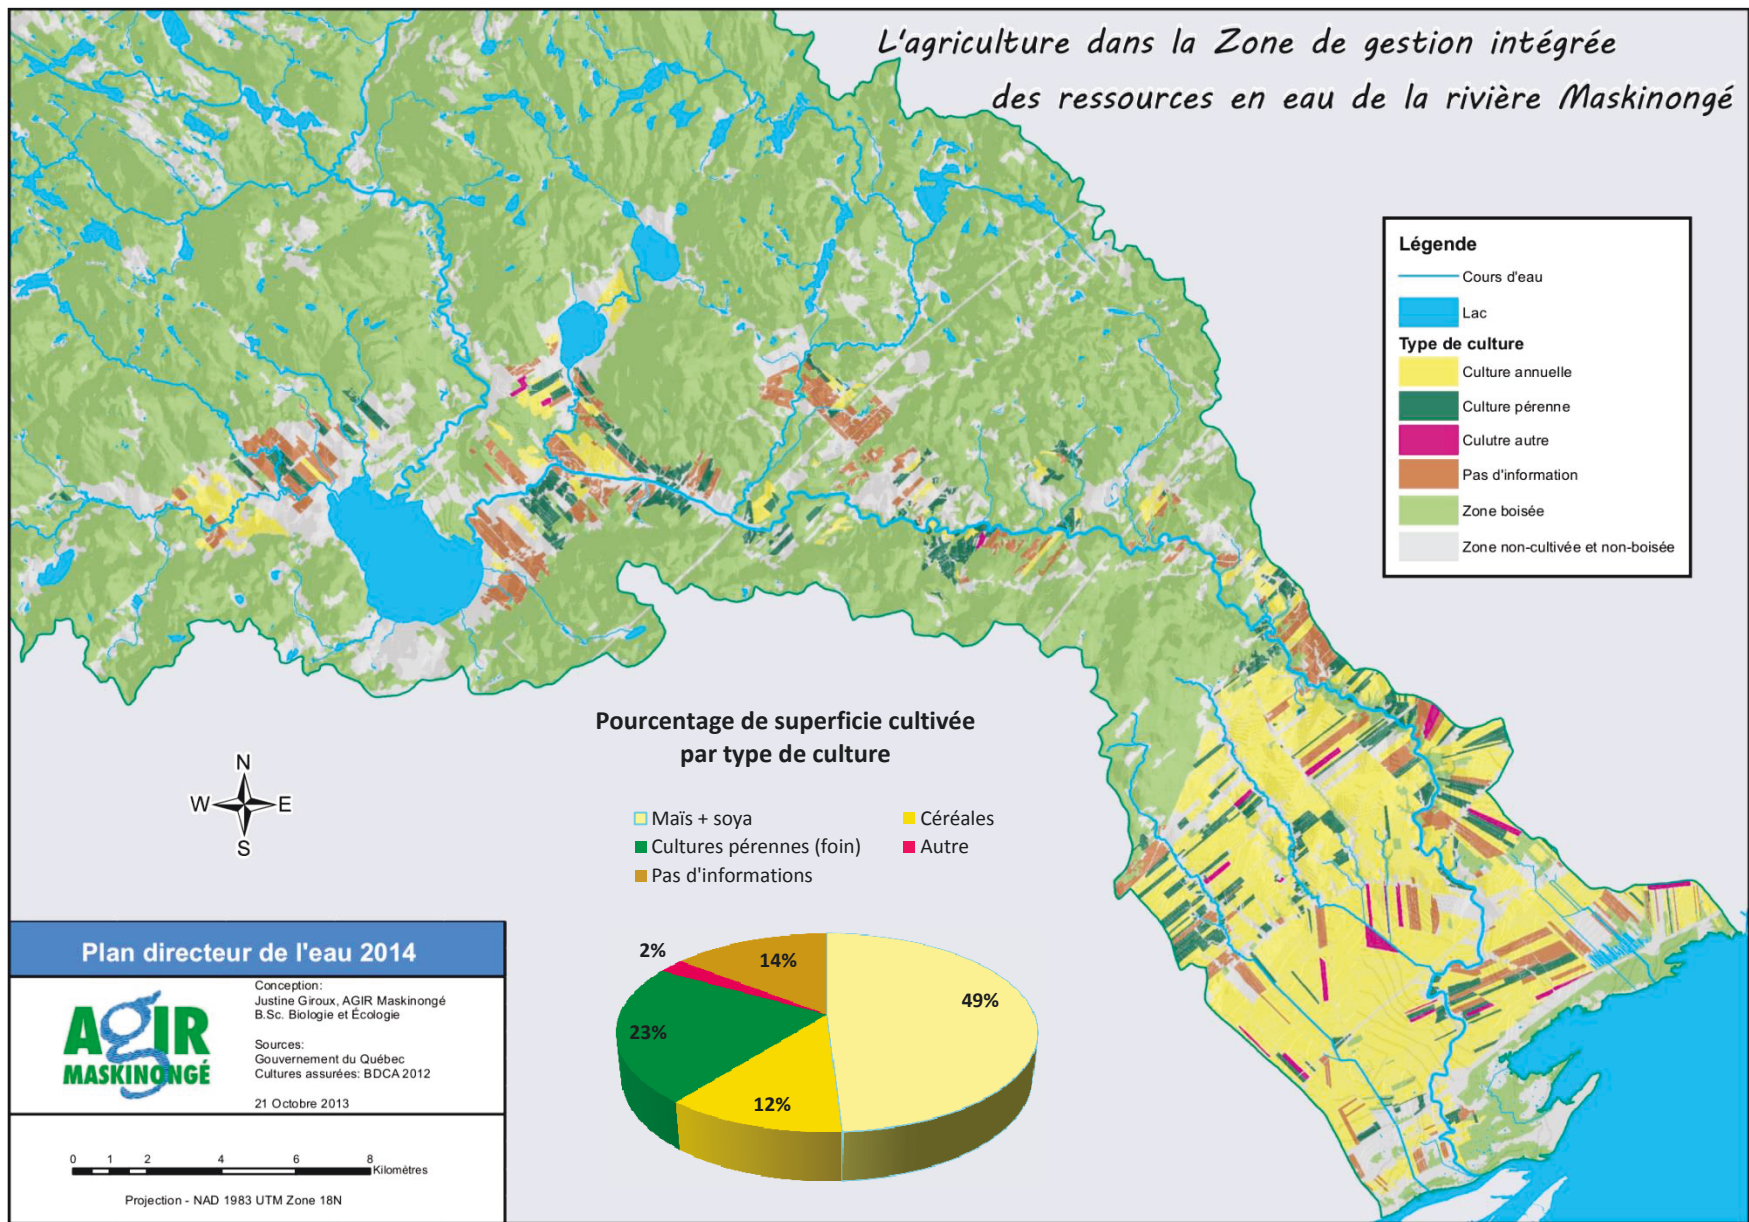 L'agriculture dans la Zone de gestion intégrée
des ressources en eau de la rivière Maskinongé
Légende
Cours d'eau
Lac
Type de culture
Culture annuelle
Culture pérenne
Culutre autre
Pas d'information
Zone boisée
Zone non-cultivée et non-boisée
N
W
E
S
Pourcentage de superficie cultivée
par type de culture
Maïs + soya
Céréales
Cultures pérennes (foin)
Autre
Pas d'informations
2%
14%
49%
23%
12%
Plan directeur de l'eau 2014
AGIR
MASKINONGÉ
Conception:
Justine Giroux, AGIR Maskinongé
B.Sc. Biologie et Écologie
Sources:
Gouvernement du Québec
Cultures assurées: BDCA 2012
21 Octobre 2013
0 1 2 4 6 8
Kilomètres
Projection - NAD 1983 UTM Zone 18N